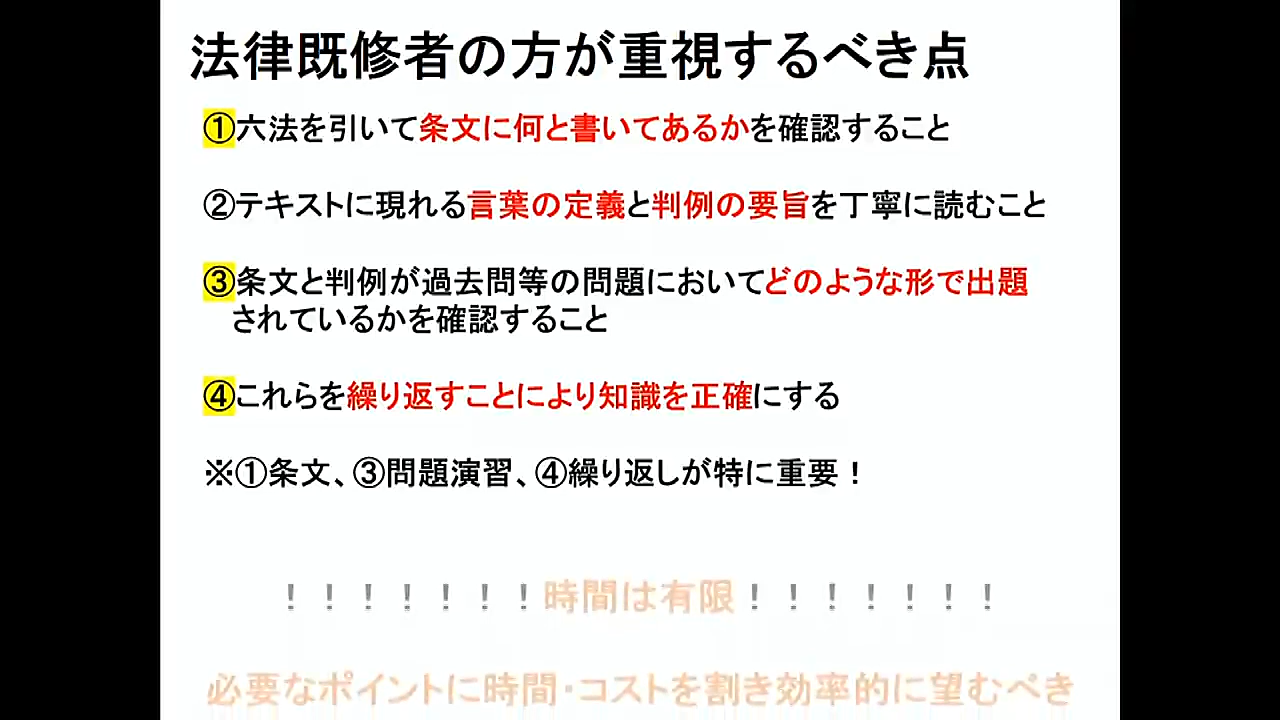 法律既修者の方が重視するべき点
①六法を引いて条文に何と書いてあるかを確認すること
②テキストに現れる言葉の定義と判例の要旨を丁寧に読むこと
③条文と判例が過去問等の問題においてどのような形で出題
されているかを確認すること
④これらを繰り返すことにより知識を正確にする
※①条文、③問題演習、④繰り返しが特に重要！
！！！！！！！時間は有限！！！！！！！
必要なポイントに時間・コストを割き効率的に望むべき